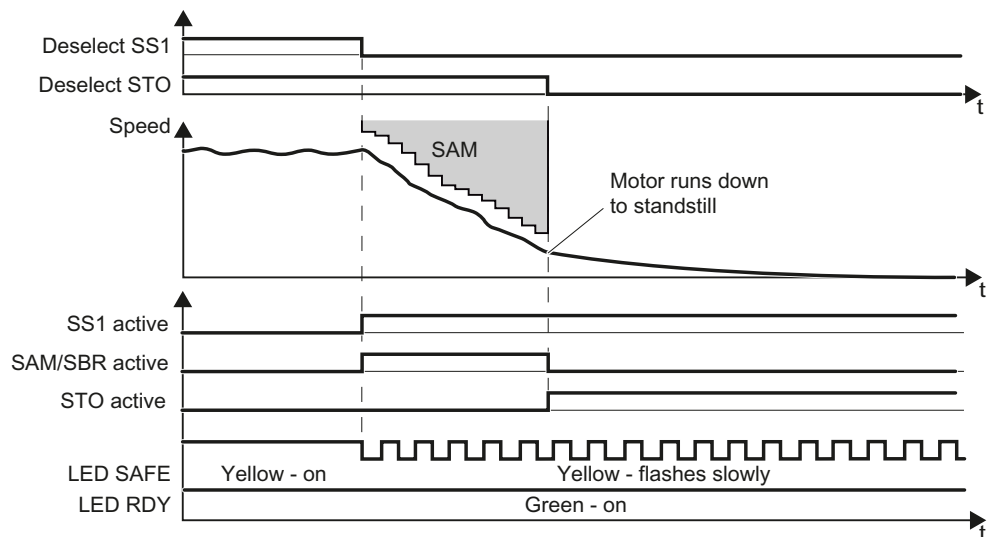 Deselect SS1
Deselect STO
t
Speed
SAM
Motor runs down
to standstill
t
SS1 active
SAM/SBR active
STO active
LED SAFE
Yellow - on
Yellow - flashes slowly
LED RDY
Green - on
t